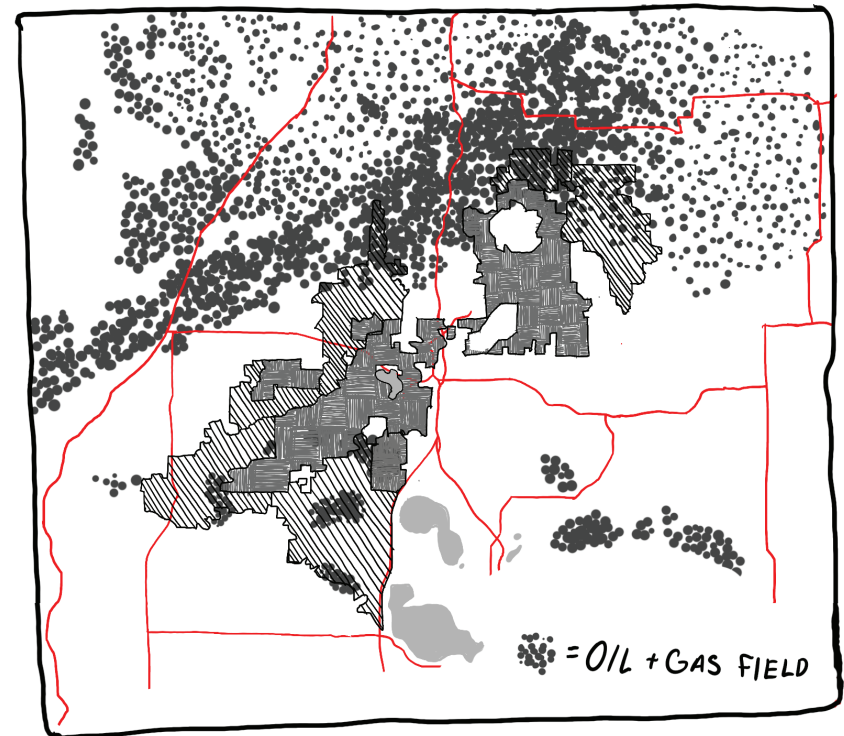 = OIL + GAS FIELD